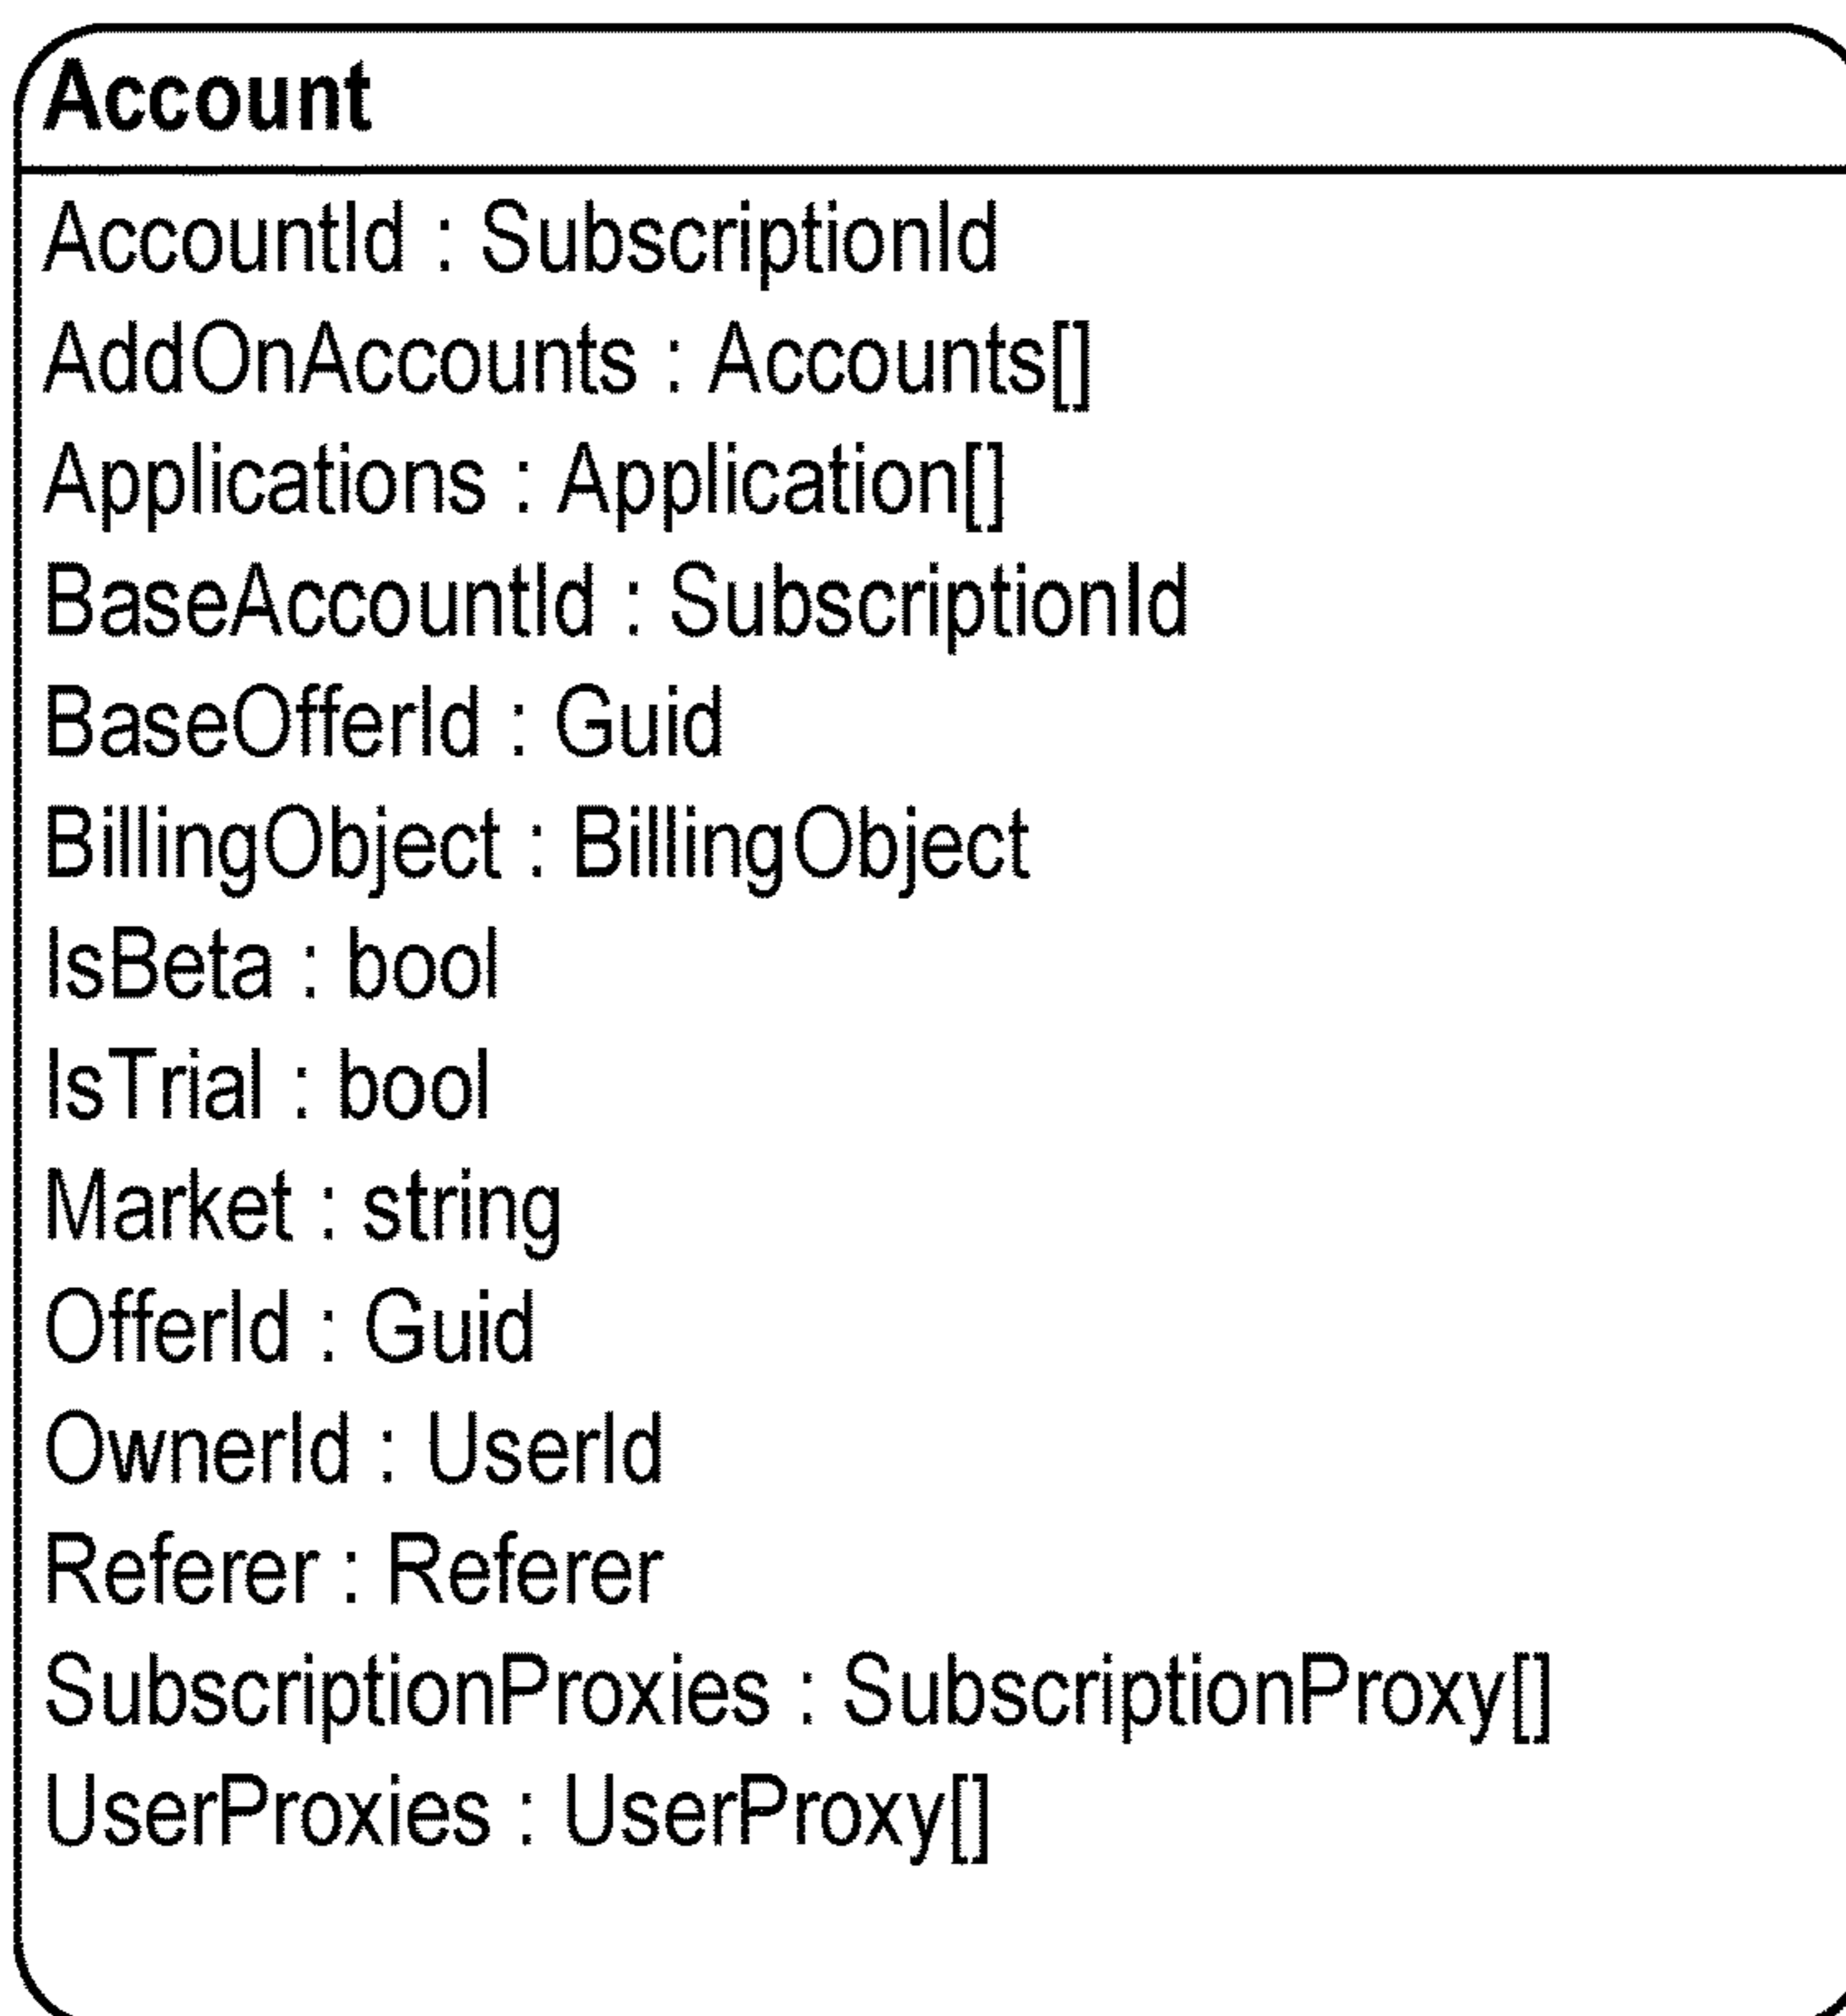 Account
AccountId : SubscriptionId
AddOnAccounts : Accounts[]
Applications : Application[]
BaseAccountId : SubscriptionId
BaseOfferId : Guid
BillingObject : BillingObject
IsBeta : bool
IsTrial : bool
Market : string
OfferId : Guid
OwnerId : UserId
Referer : Referer
SubscriptionProxies : SubscriptionProxy[]
UserProxies : UserProxy[]